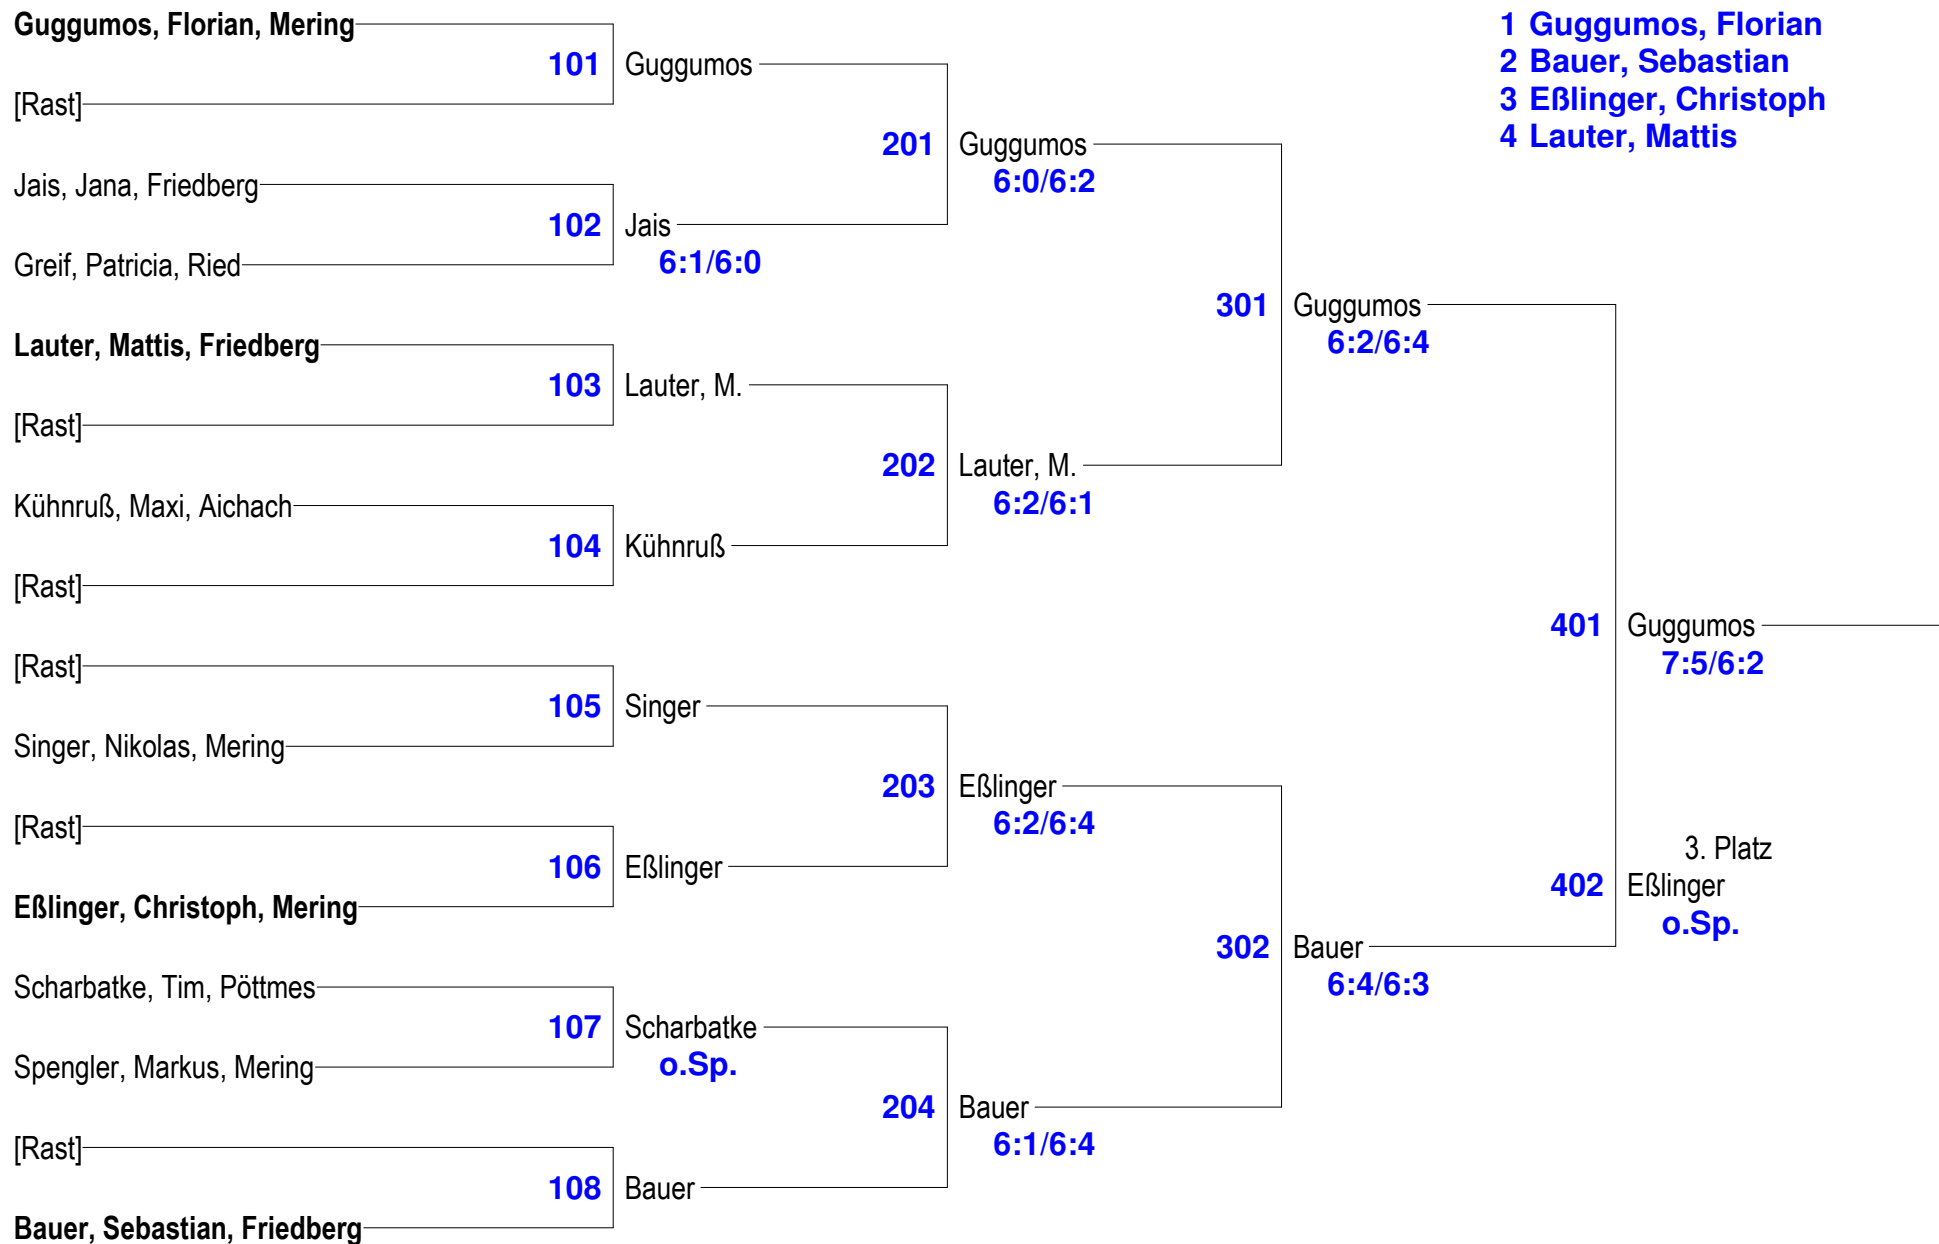 Guggumos, Florian, Mering
101 Guggumos
[Rast]
201 Guggumos
6:0/6:2
Jais, Jana, Friedberg
102 Jais
6:1/6:0
Greif, Patricia, Ried
301 Guggumos
6:2/6:4
Lauter, Mattis, Friedberg
103 Lauter, M.
[Rast]
202 Lauter, M.
6:2/6:1
Kühnruß, Maxi, Aichach
104 Kühnruß
[Rast]
401 Guggumos
7:5/6:2
[Rast]
105 Singer
Singer, Nikolas, Mering
203 Eßlinger
6:2/6:4
[Rast]
106 Eßlinger
Eßlinger, Christoph, Mering
3. Platz
402 Eßlinger
o.Sp.
302 Bauer
6:4/6:3
Scharbatke, Tim, Pöttmes
107 Scharbatke
o.Sp.
Spengler, Markus, Mering
204 Bauer
6:1/6:4
[Rast]
108 Bauer
Bauer, Sebastian, Friedberg
1 Guggumos, Florian
2 Bauer, Sebastian
3 Eßlinger, Christoph
4 Lauter, Mattis